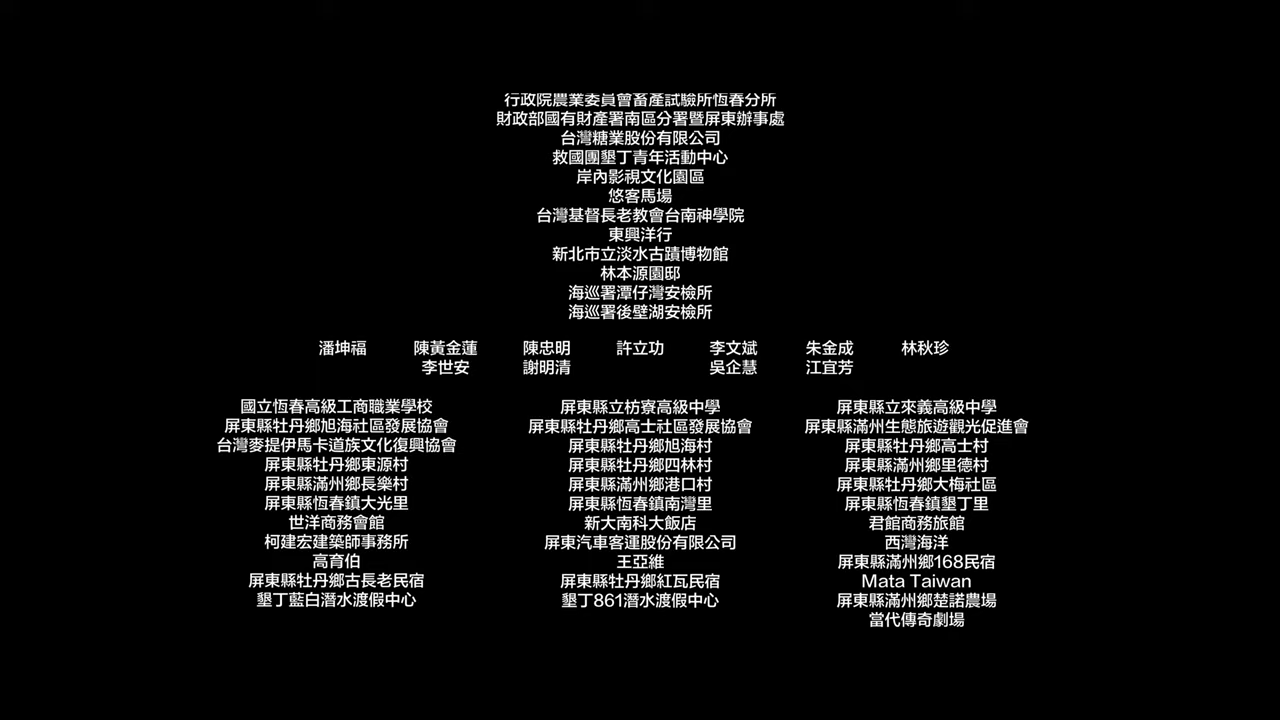 行政院農業委員會畜產試驗所恆春分所
財政部國有財產署南區分署暨屏東辦事處
台灣糖業股份有限公司
救國團墾丁青年活動中心
岸內影視文化園區
悠客馬場
台灣基督長老教會台南神學院
東興洋行
新北市立淡水古蹟博物館
林本源園邸
海巡署潭仔灣安檢所
海巡署後壁湖安檢所
潘坤福 陳黃金蓮 陳忠明 許立功 李文斌 朱金成 林秋珍
李世安 謝明清 吳企慧 江宜芳
國立恆春高級工商職業學校 屏東縣立枋寮高級中學 屏東縣立來義高級中學
屏東縣牡丹鄉旭海社區發展協會 屏東縣牡丹鄉高士社區發展協會 屏東縣滿州生態旅遊觀光促進會
台灣麥提伊馬卡道族文化復興協會 屏東縣牡丹鄉旭海村 屏東縣牡丹鄉高士村
屏東縣牡丹鄉東源村 屏東縣牡丹鄉四林村 屏東縣滿州鄉里德村
屏東縣滿州鄉長樂村 屏東縣滿州鄉港口村 屏東縣牡丹鄉大梅社區
屏東縣恆春鎮大光里 屏東縣恆春鎮南灣里 屏東縣恆春鎮墾丁里
世洋商務會館 新大南科大飯店 君館商務旅館
柯建宏建築師事務所 屏東汽車客運股份有限公司 西灣海洋
高育伯 王亞維 屏東縣滿州鄉168民宿
屏東縣牡丹鄉古長老民宿 屏東縣牡丹鄉紅瓦民宿 Mata Taiwan
墾丁藍白潛水渡假中心 墾丁861潛水渡假中心 屏東縣滿州鄉楚諾農場
當代傳奇劇場